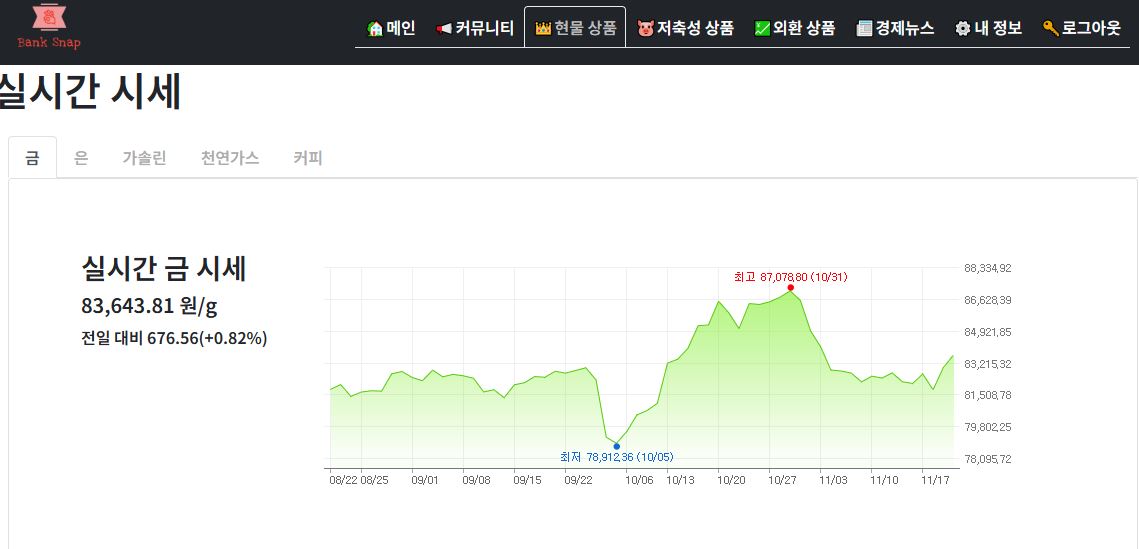 Bank Snap
메인 커뮤니티 현물 상품 저축성 상품 외환 상품 경제뉴스 내 정보 로그아웃
실시간 시세
금 은 가솔린 천연가스 커피
실시간 금 시세
83,643.81 원/g
전일 대비 676.56(+0.82%)
최고 87,078.80 (10/31)
최저 78,912.36 (10/05)
88,334.92
86,628.39
84,921.85
83,215.32
81,508.78
79,802.25
78,095.72
08/22 08/25 09/01 09/08 09/15 09/22 10/06 10/13 10/20 10/27 11/03 11/10 11/17